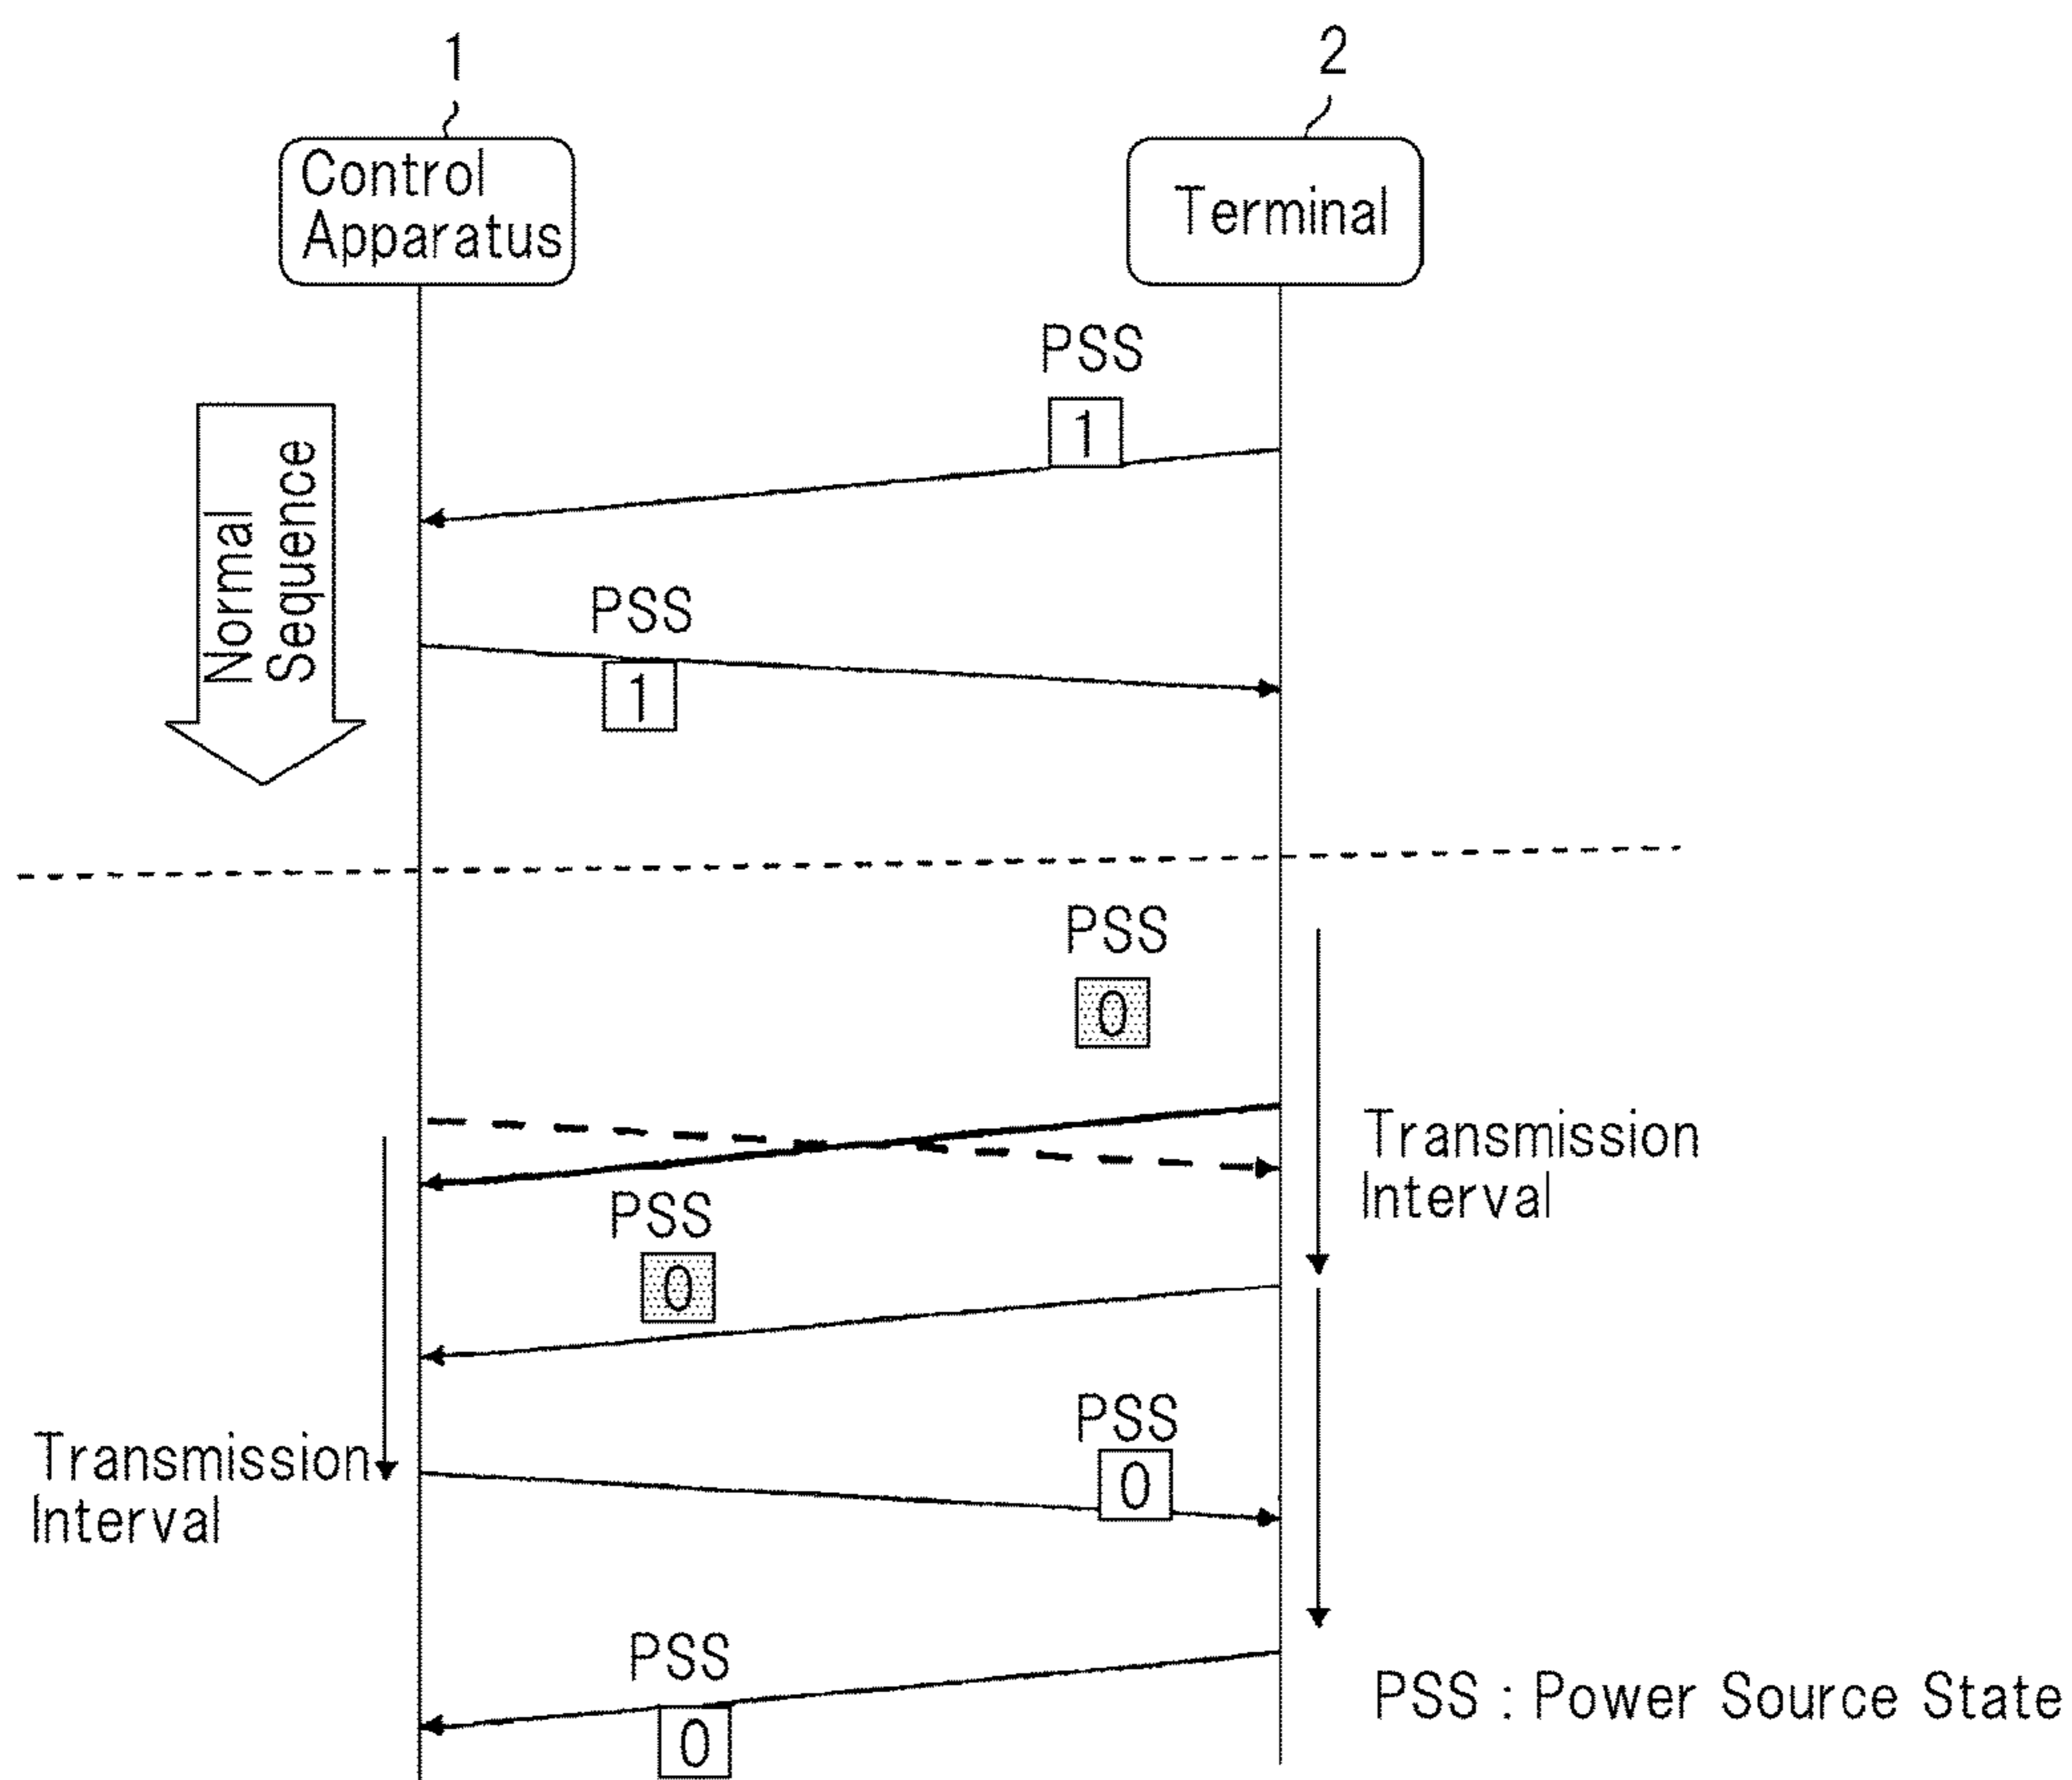 1
2
Control
Apparatus
Terminal
PSS
1
Normal
Sequence
PSS
1
PSS
0
Transmission
Interval
PSS
0
PSS
0
Transmission
Interval
PSS
0
PSS : Power Source State